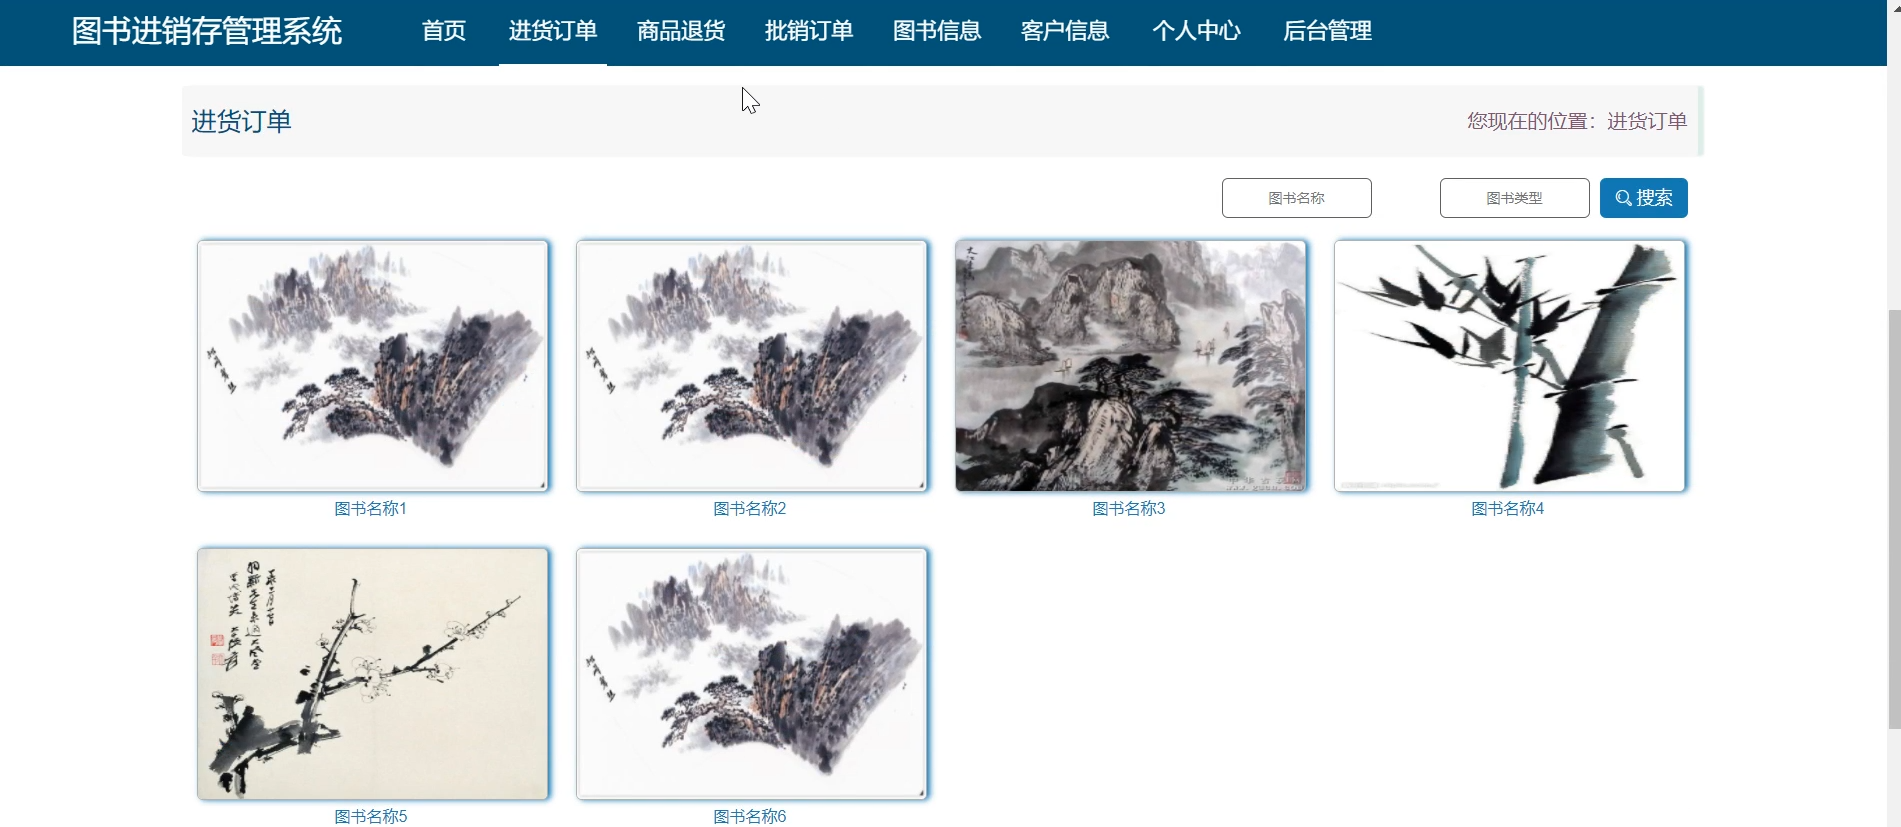 图书进销存管理系统 首页 进货订单 商品退货 批销订单 图书信息 客户信息 个人中心 后台管理
进货订单 您现在的位置：进货订单
图书名称 图书类型 搜索
图书名称1 图书名称2 图书名称3 图书名称4
图书名称5 图书名称6